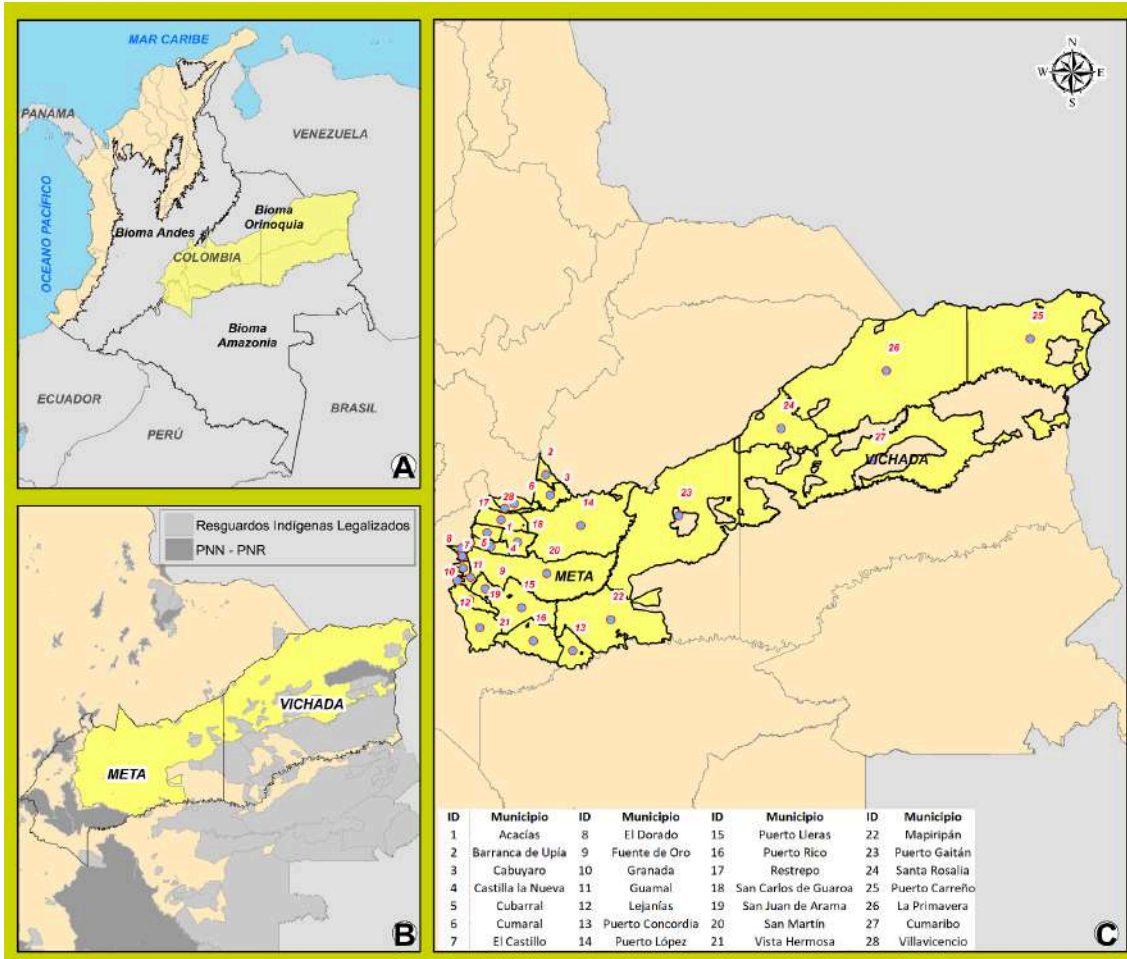 MAR CARIBE
PANAMA
VENEZUELA
OCEANO PACÍFICO
Bioma
Orinoquia
Bioma Andes
COLOMBIA
Bioma
Amazonia
ECUADOR
PERÚ
BRASIL
A
Resguardos Indígenas Legalizados
PNN - PNR
VICHADA
META
B
N
W E
S
25
26
24
27
VICHADA
2
3
6
28
17
14
23
1
18
8
7
5
4
20
10
11
9
META
15
19
12
22
21
16
13
C
ID Municipio ID Municipio ID Municipio ID Municipio
1 Acacías 8 El Dorado 15 Puerto Lleras 22 Mapiripán
2 Barranca de Upía 9 Fuente de Oro 16 Puerto Rico 23 Puerto Gaitán
3 Cabuyaro 10 Granada 17 Restrepo 24 Santa Rosalia
4 Castilla la Nueva 11 Guamal 18 San Carlos de Guaroa 25 Puerto Carreño
5 Cubarral 12 Lejanías 19 San Juan de Arama 26 La Primavera
6 Cumaral 13 Puerto Concordia 20 San Martín 27 Cumaribo
7 El Castillo 14 Puerto López 21 Vista Hermosa 28 Villavicencio